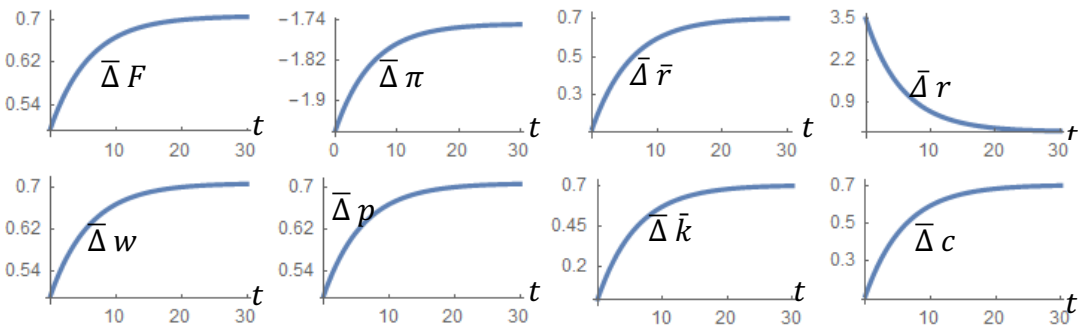 0.7 0.62 0.54 Δ̅ F 10 20 30 t
−1.74 −1.82 −1.9 Δ̅ π 0 10 20 30 t
0.7 0.5 0.3 Δ̅ r̄ 10 20 30 t
3.5 2.2 0.9 Δ̅ r 10 20 30 t
0.7 0.62 0.54 Δ̅ w 0 10 20 30 t
0.7 0.62 0.54 Δ̅ p 0 10 20 30 t
0.7 0.45 0.2 Δ̅ k̄ 10 20 30 t
0.7 0.5 0.3 Δ̅ c 0 10 20 30 t